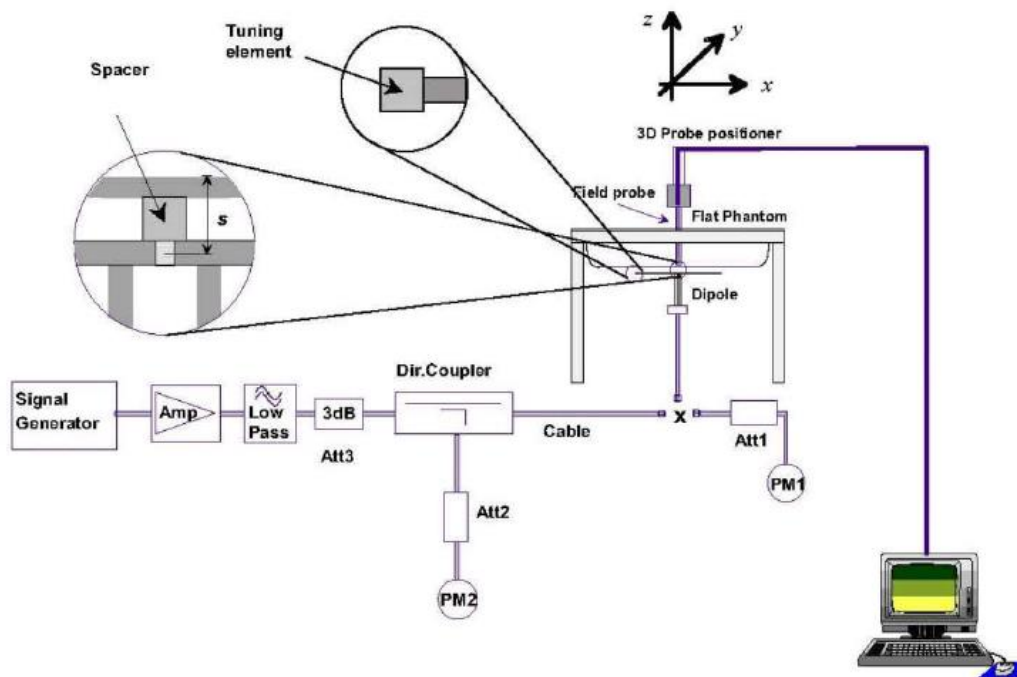 Tuning
element
Spacer
s
z
y
x
3D Probe positioner
Field probe
Flat Phantom
Dipole
Dir.Coupler
Signal
Generator
Amp
Low
Pass
3dB
Att3
Cable
x
Att1
PM1
Att2
PM2